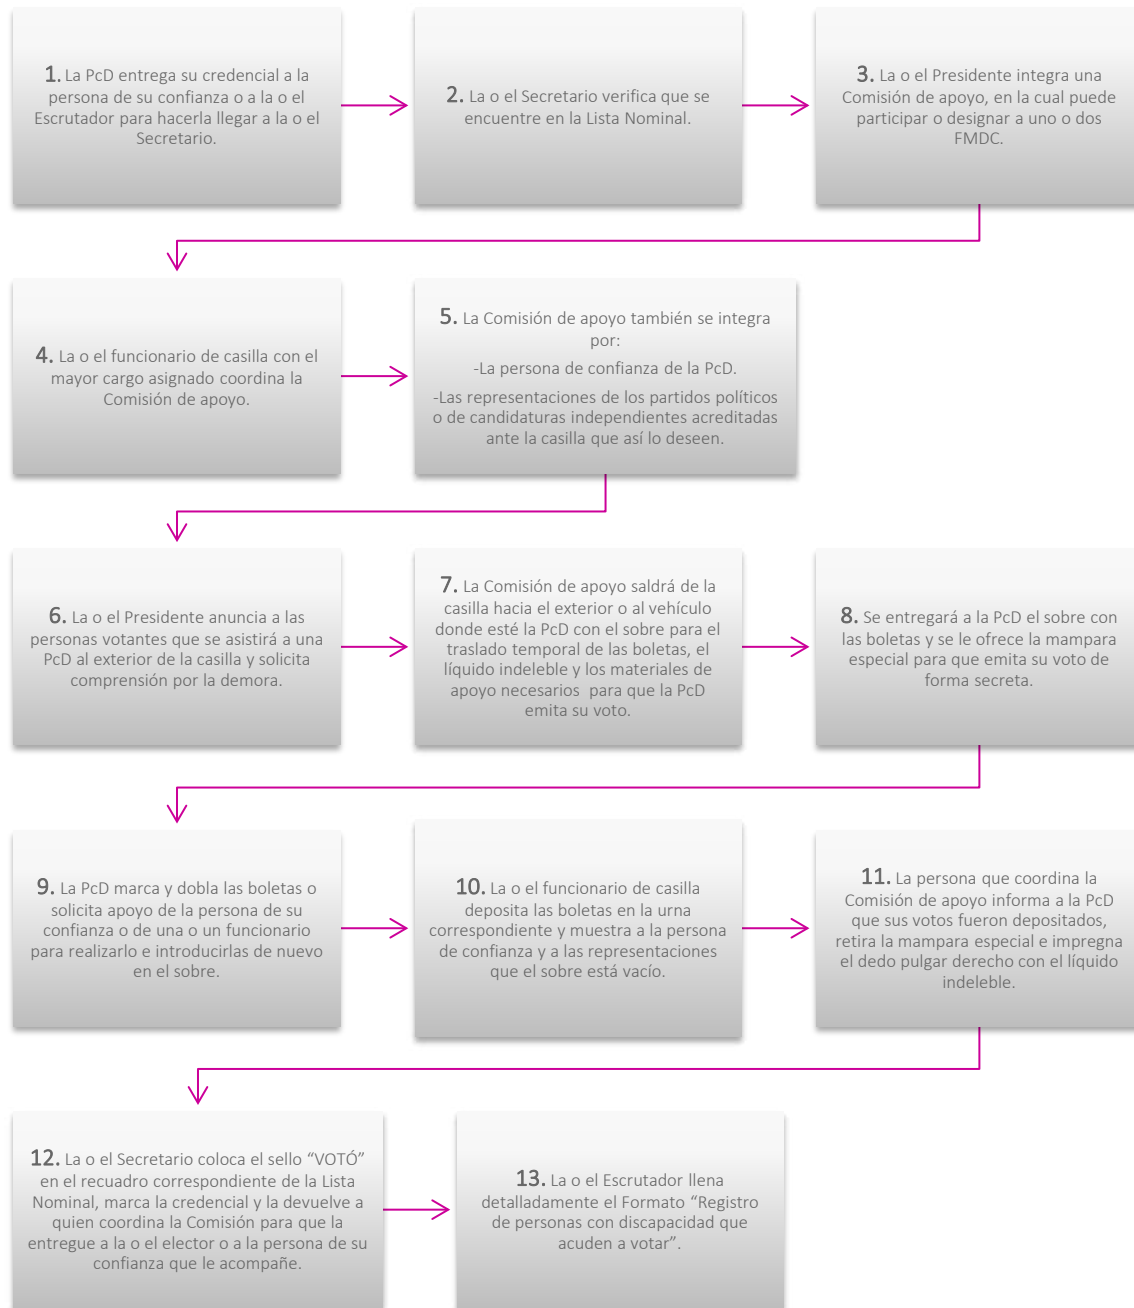 1. La PcD entrega su credencial a la
persona de su confianza o a la o el
Escrutador para hacerla llegar a la o el
Secretario.
2. La o el Secretario verifica que se
encuentre en la Lista Nominal.
3. La o el Presidente integra una
Comisión de apoyo, en la cual puede
participar o designar a uno o dos
FMDC.
4. La o el funcionario de casilla con el
mayor cargo asignado coordina la
Comisión de apoyo.
5. La Comisión de apoyo también se integra
por:
-La persona de confianza de la PcD.
-Las representaciones de los partidos políticos
o de candidaturas independientes acreditadas
ante la casilla que así lo deseen.
6. La o el Presidente anuncia a las
personas votantes que se asistirá a una
PcD al exterior de la casilla y solicita
comprensión por la demora.
7. La Comisión de apoyo saldrá de la
casilla hacia el exterior o al vehículo
donde esté la PcD con el sobre para el
traslado temporal de las boletas, el
líquido indeleble y los materiales de
apoyo necesarios para que la PcD
emita su voto.
8. Se entregará a la PcD el sobre con
las boletas y se le ofrece la mampara
especial para que emita su voto de
forma secreta.
9. La PcD marca y dobla las boletas o
solicita apoyo de la persona de su
confianza o de una o un funcionario
para realizarlo e introducirlas de nuevo
en el sobre.
10. La o el funcionario de casilla
deposita las boletas en la urna
correspondiente y muestra a la persona
de confianza y a las representaciones
que el sobre está vacío.
11. La persona que coordina la
Comisión de apoyo informa a la PcD
que sus votos fueron depositados,
retira la mampara especial e impregna
el dedo pulgar derecho con el líquido
indeleble.
12. La o el Secretario coloca el sello “VOTÓ”
en el recuadro correspondiente de la Lista
Nominal, marca la credencial y la devuelve a
quien coordina la Comisión para que la
entregue a la o el elector o a la persona de su
confianza que le acompañe.
13. La o el Escrutador llena
detalladamente el Formato “Registro
de personas con discapacidad que
acuden a votar”.